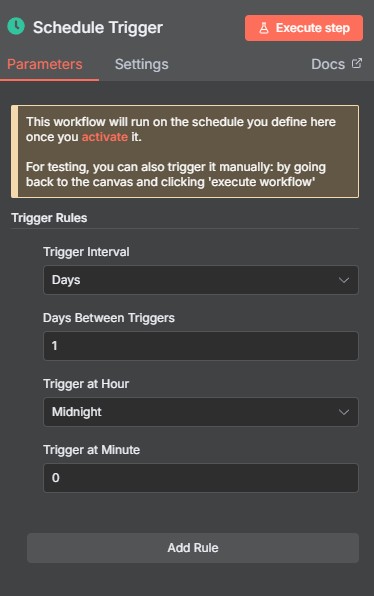 Schedule Trigger
Execute step
Parameters
Settings
Docs
This workflow will run on the schedule you define here
once you activate it.
For testing, you can also trigger it manually: by going
back to the canvas and clicking 'execute workflow'
Trigger Rules
Trigger Interval
Days
Days Between Triggers
1
Trigger at Hour
Midnight
Trigger at Minute
0
Add Rule